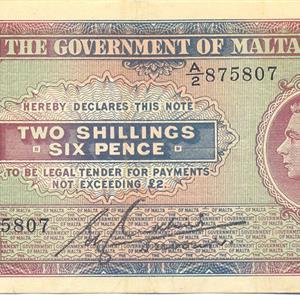 THE GOVERNMENT OF MALTA
A/2 875807
HEREBY DECLARES THIS NOTE
TWO SHILLINGS
SIX PENCE
TO BE LEGAL TENDER FOR PAYMENTS
NOT EXCEEDING £2.
5807